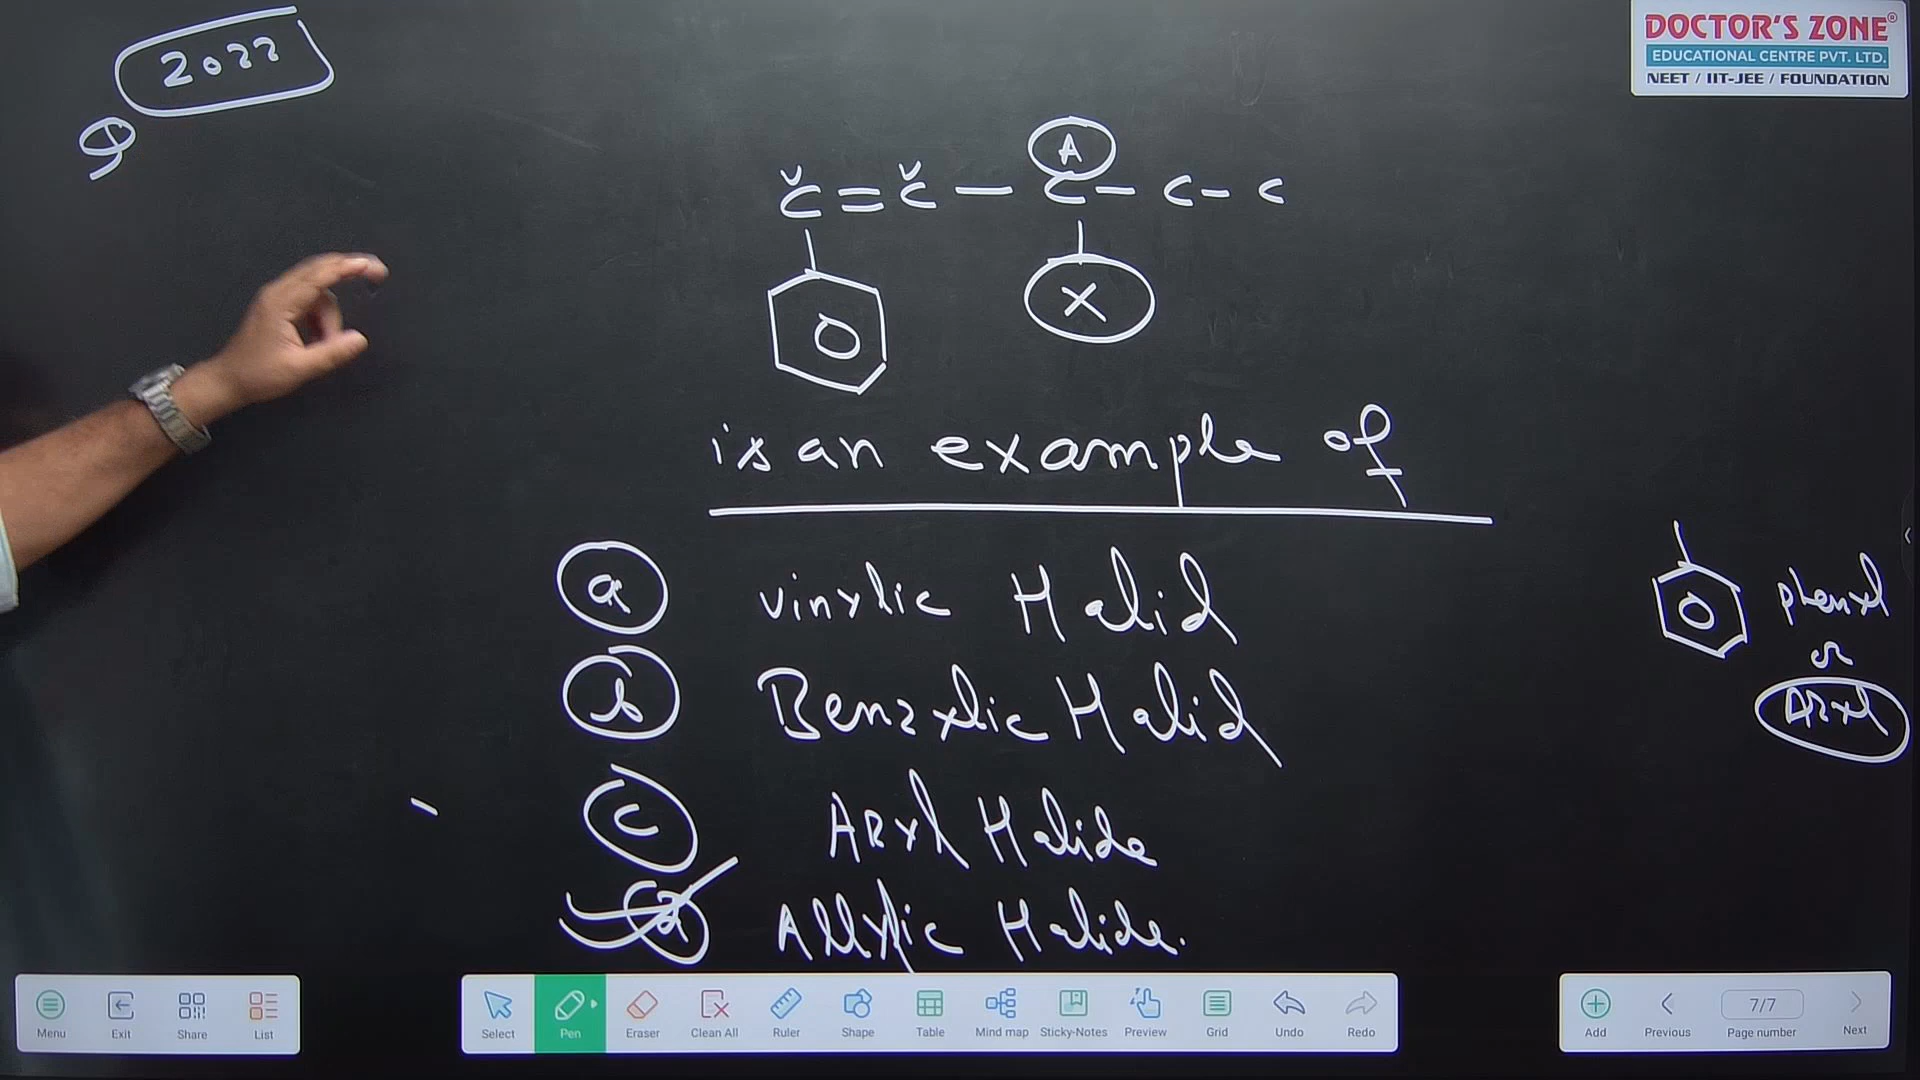 2022
Q
DOCTOR'S ZONE®
EDUCATIONAL CENTRE PVT. LTD.
NEET / IIT-JEE / FOUNDATION
A
C = C — C - C - C
X
is an example of
a Vinylic Halid
b Benzylic Halid
c ARyl Halide
d Allylic Halide.
phenyl
or
ARyl
Menu Exit Share List
Select Pen Eraser Clean All Ruler Shape Table Mind map Sticky-Notes Preview Grid Undo Redo
Add Previous 7/7 Page number Next